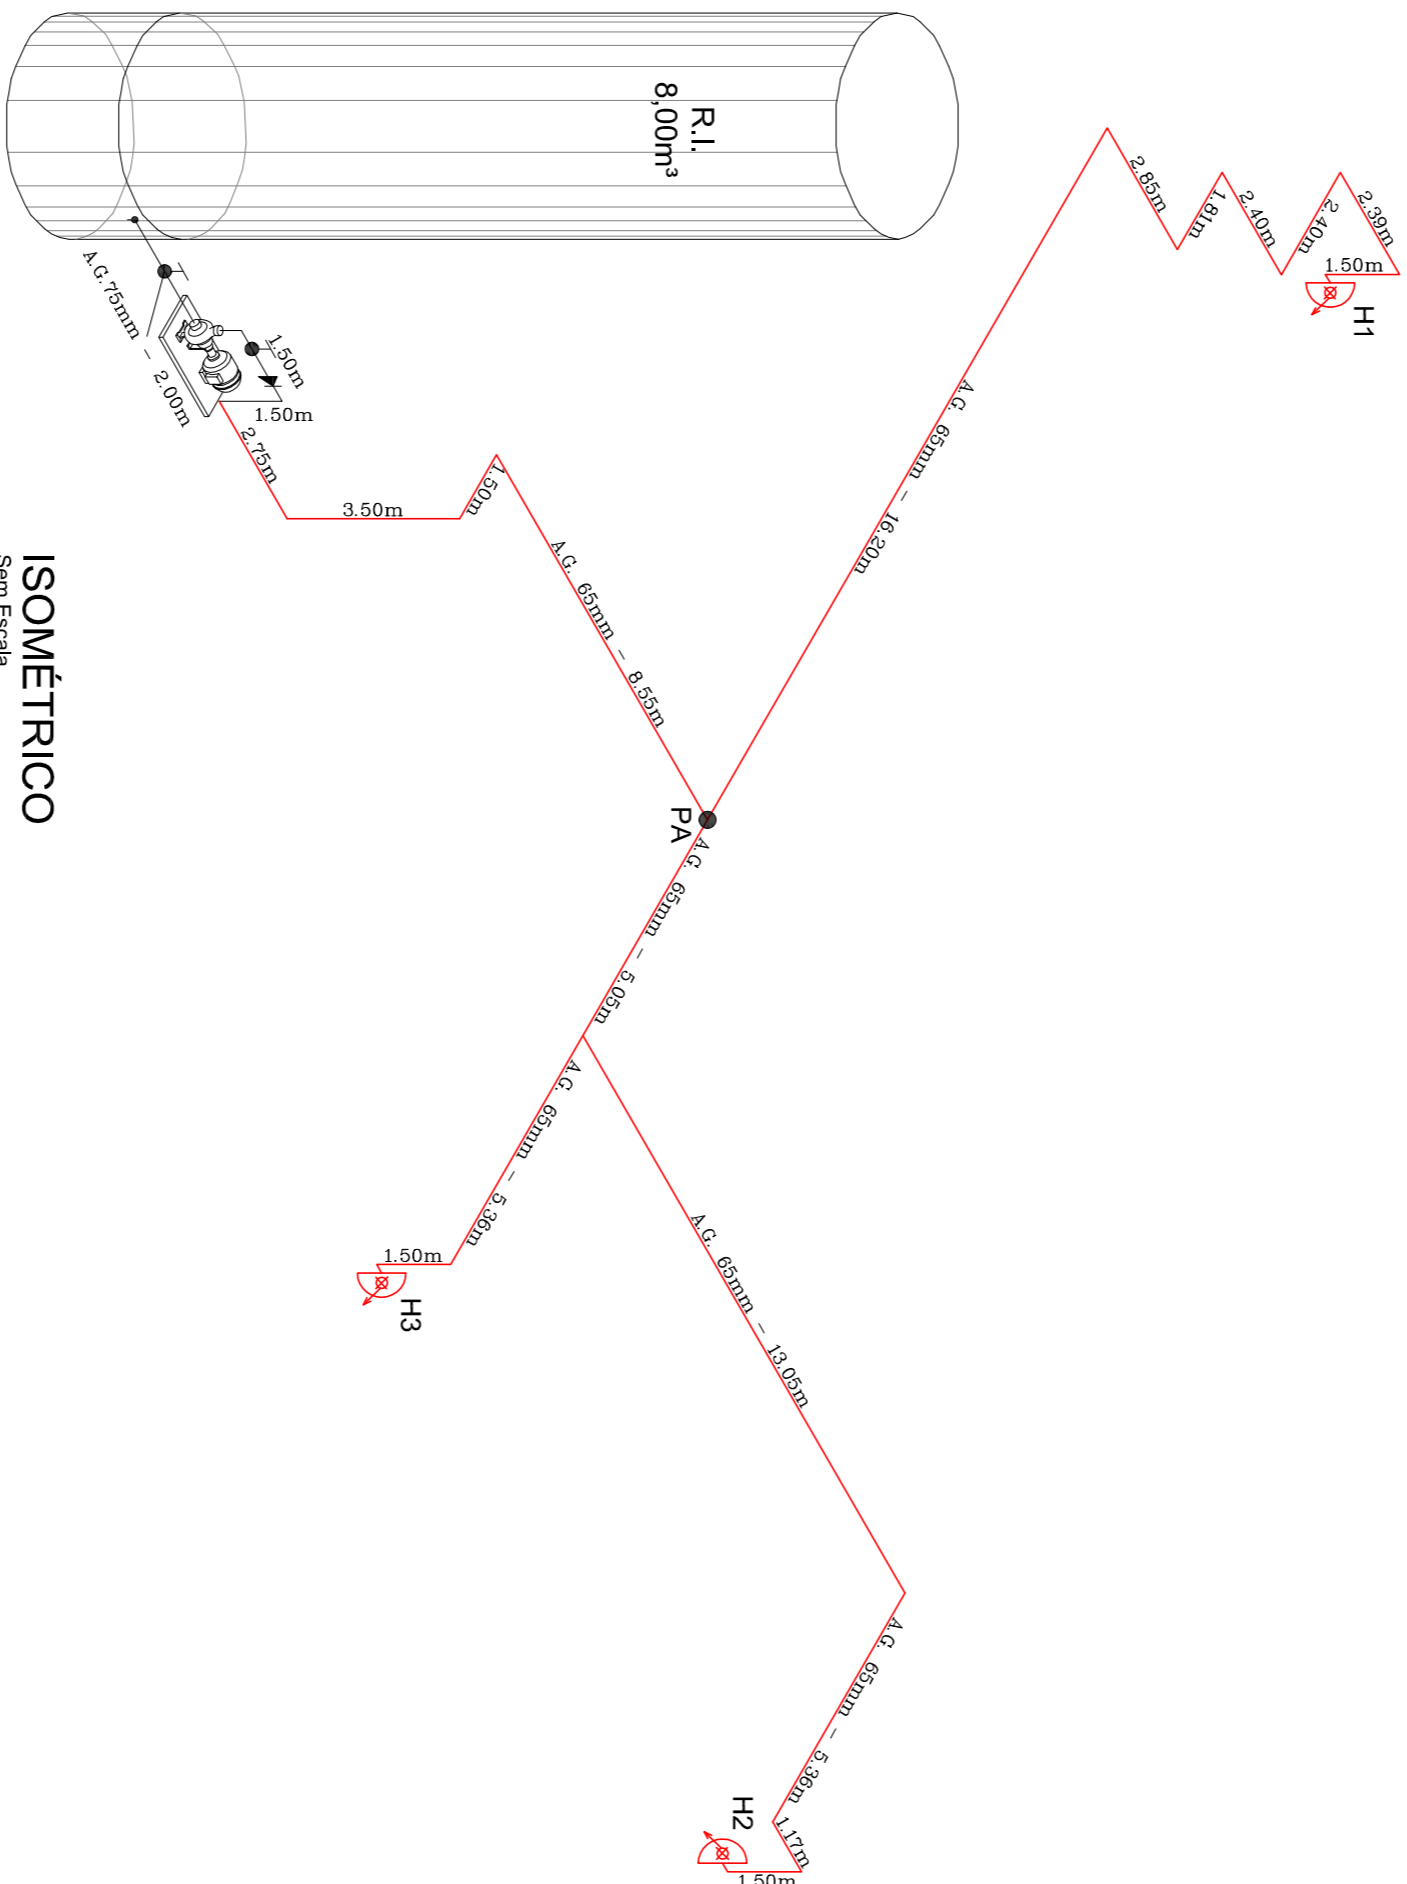 R.I.
8,00m³
2.85m
1.81m
2.40m
2.40m
2.39m
1.50m
H1
A.G. 65mm - 16.20m
A.G.75mm - 2.00m
1.50m
1.50m
2.75m
3.50m
1.50m
A.G. 65mm - 8.55m
PA
A.G. 65mm - 5.05m
A.G. 65mm - 5.36m
1.50m
H3
A.G. 65mm - 13.05m
A.G. 65mm - 5.36m
1.17m
1.50m
H2
ISOMÉTRICO
Sem Escala